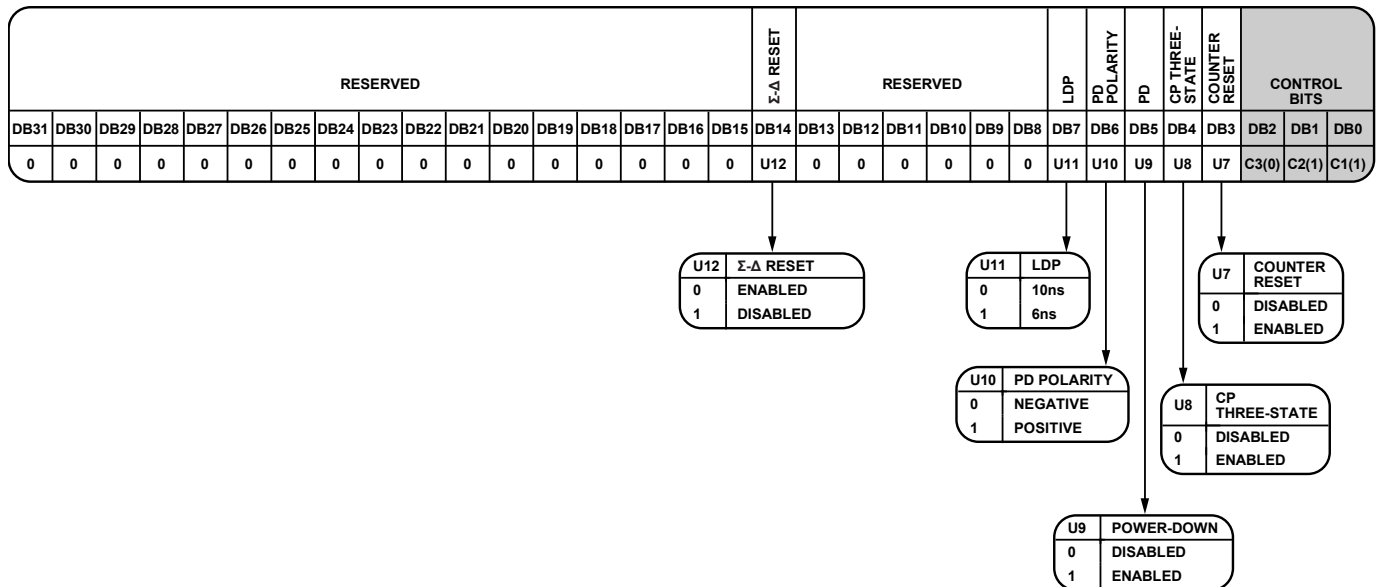 RESERVED Σ-Δ RESET RESERVED LDP PD POLARITY PD CP THREE-STATE COUNTER RESET CONTROL BITS
DB31 DB30 DB29 DB28 DB27 DB26 DB25 DB24 DB23 DB22 DB21 DB20 DB19 DB18 DB17 DB16 DB15 DB14 DB13 DB12 DB11 DB10 DB9 DB8 DB7 DB6 DB5 DB4 DB3 DB2 DB1 DB0
0 0 0 0 0 0 0 0 0 0 0 0 0 0 0 0 0 U12 0 0 0 0 0 0 U11 U10 U9 U8 U7 C3(0) C2(1) C1(1)
U12 Σ-Δ RESET
0 ENABLED
1 DISABLED
U11 LDP
0 10ns
1 6ns
U7 COUNTER
RESET
0 DISABLED
1 ENABLED
U10 PD POLARITY
0 NEGATIVE
1 POSITIVE
U8 CP
THREE-STATE
0 DISABLED
1 ENABLED
U9 POWER-DOWN
0 DISABLED
1 ENABLED